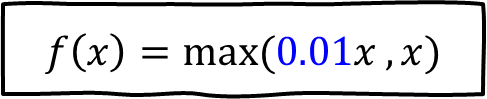 f(x) = max(0.01x , x)